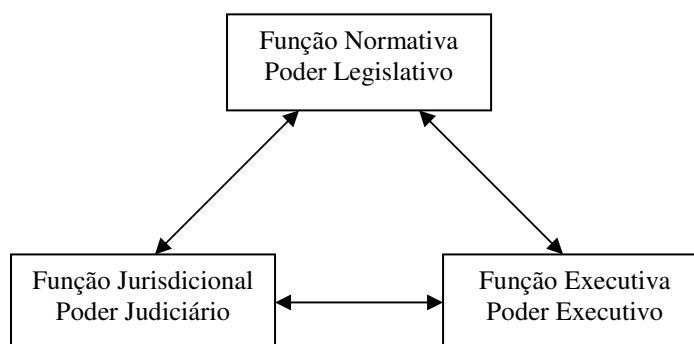 Função Normativa
Poder Legislativo
Função Jurisdicional
Poder Judiciário
Função Executiva
Poder Executivo